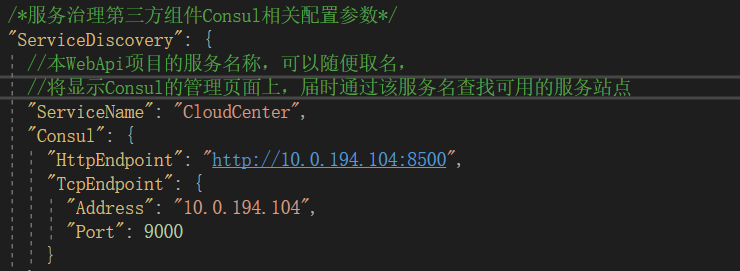 /*服务治理第三方组件Consul相关配置参数*/
"ServiceDiscovery": {
//本WebApi项目的服务名称，可以随便取名，
//将显示Consul的管理页面上，届时通过该服务名查找可用的服务站点
"ServiceName": "CloudCenter",
"Consul": {
"HttpEndpoint": "http://10.0.194.104:8500",
"TcpEndpoint": {
"Address": "10.0.194.104",
"Port": 9000
}